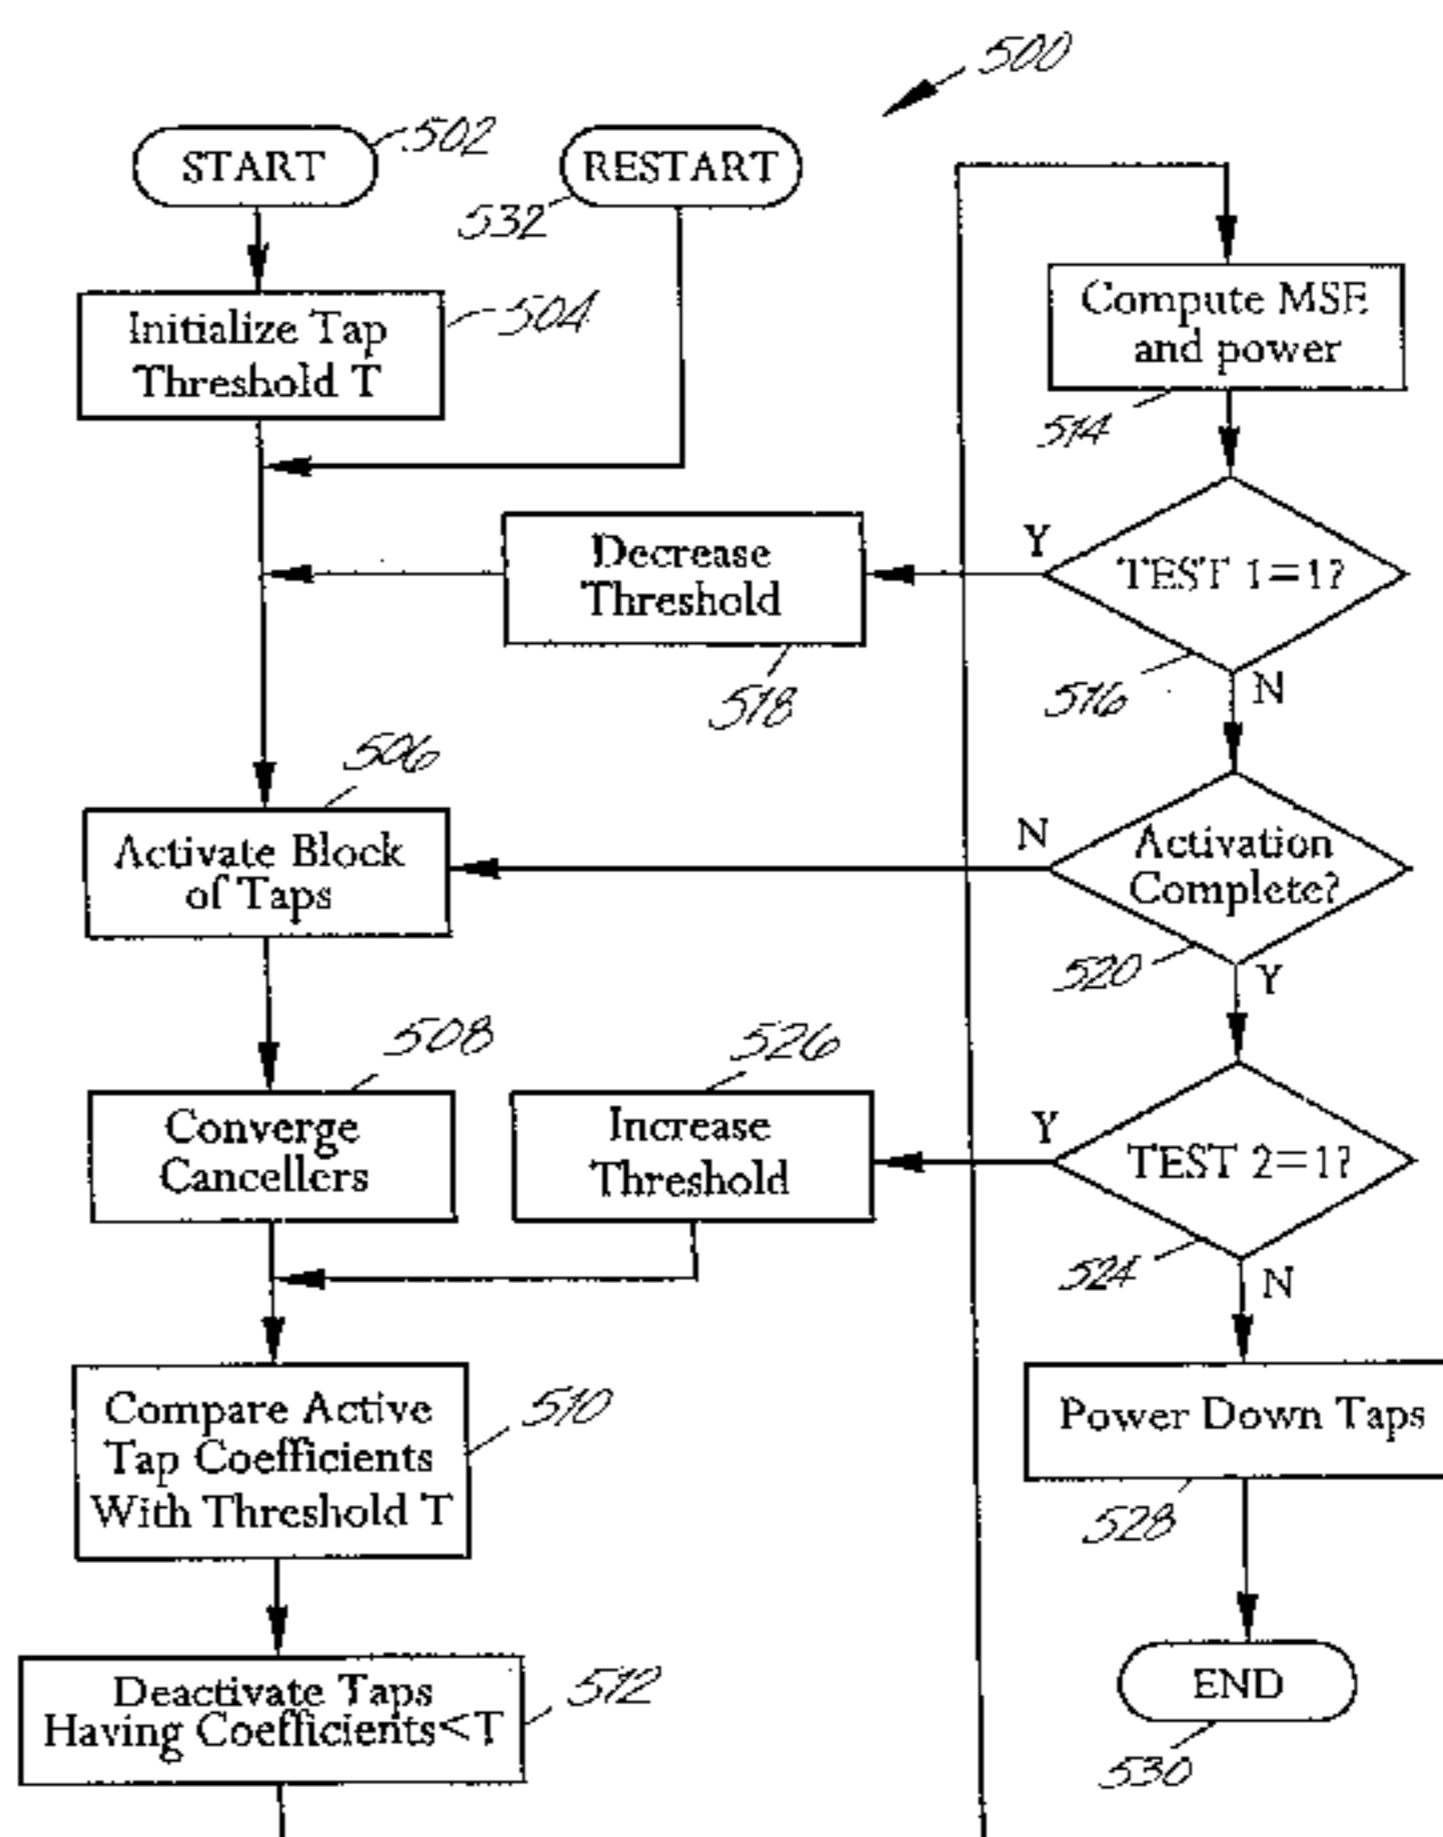 500
START
502
RESTART
532
Initialize Tap
Threshold T
504
Compute MSE
and power
514
Decrease
Threshold
518
Y
TEST 1=1?
516
N
506
Activate Block
of Taps
N
Activation
Complete?
520
Y
508
Converge
Cancellers
526
Increase
Threshold
Y
TEST 2=1?
524
N
Compare Active
Tap Coefficients
With Threshold T
510
Power Down Taps
528
Deactivate Taps
Having Coefficients<T
512
END
530